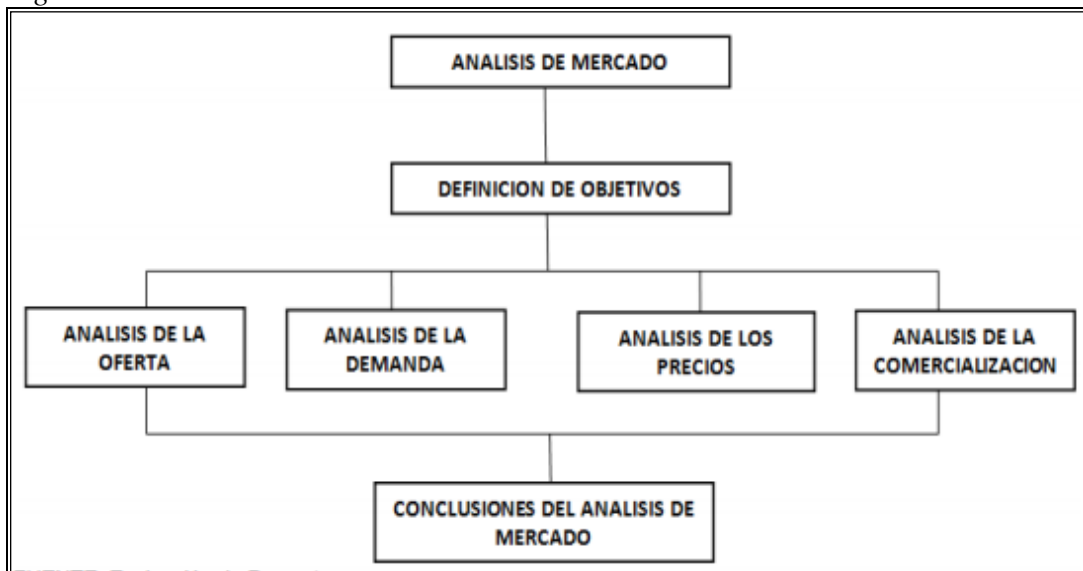 ANALISIS DE MERCADO
DEFINICION DE OBJETIVOS
ANALISIS DE LA
OFERTA
ANALISIS DE LA
DEMANDA
ANALISIS DE LOS
PRECIOS
ANALISIS DE LA
COMERCIALIZACION
CONCLUSIONES DEL ANALISIS DE
MERCADO